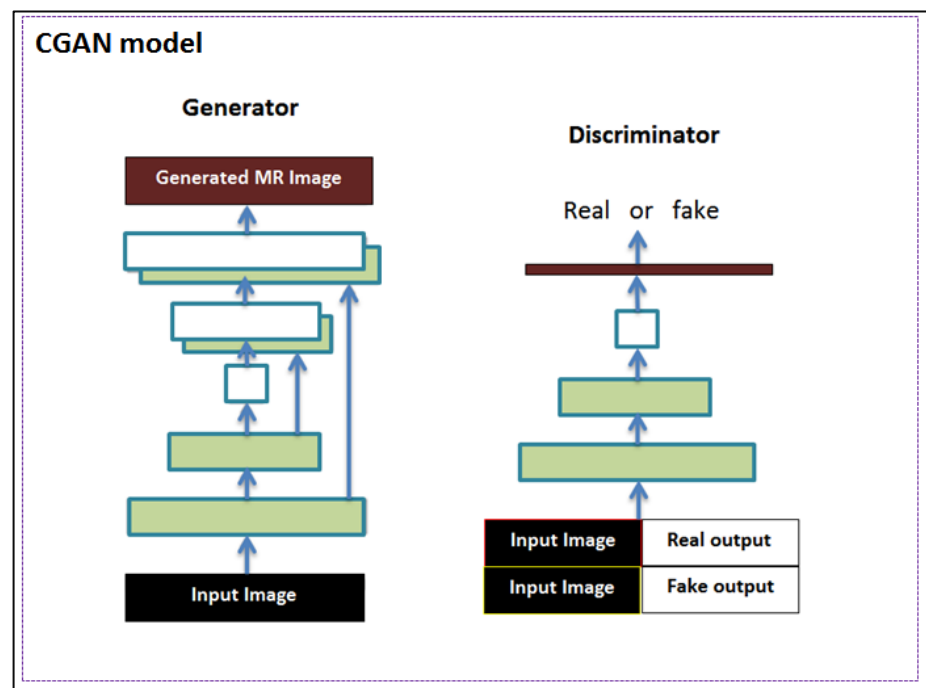 CGAN model
Generator
Generated MR Image
Input Image
Discriminator
Real or fake
Input Image Real output
Input Image Fake output